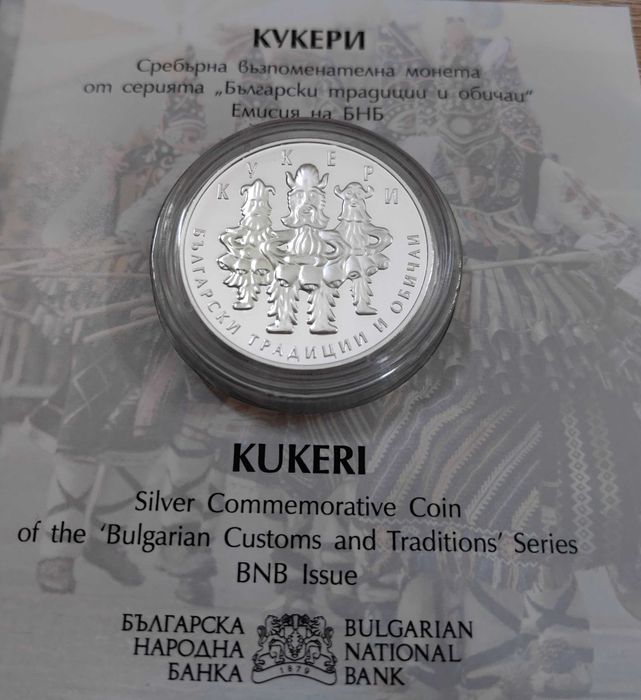 КУКЕРИ
Сребърна възпоменателна монета
от серията „Български традиции и обичаи“
Емисия на БНБ
КУКЕРИ
БЪЛГАРСКИ ТРАДИЦИИ И ОБИЧАИ
KUKERI
Silver Commemorative Coin
of the ‘Bulgarian Customs and Traditions’ Series
BNB Issue
БЪЛГАРСКА
НАРОДНА
БАНКА
1879
BULGARIAN
NATIONAL
BANK